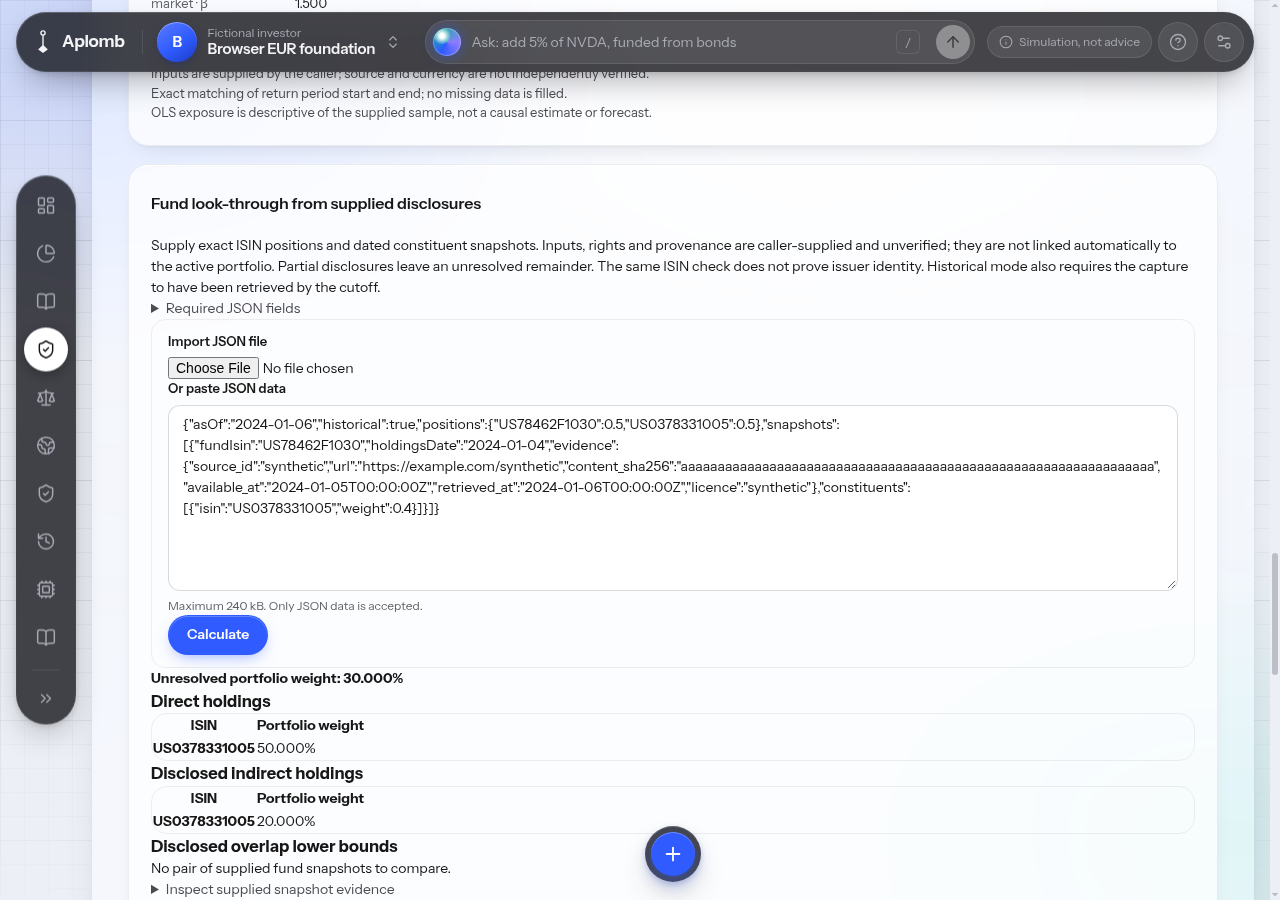 market · β 1.500
Aplomb
B
Fictional investor
Browser EUR foundation
Ask: add 5% of NVDA, funded from bonds
/
Simulation, not advice
Inputs are supplied by the caller; source and currency are not independently verified.
Exact matching of return period start and end; no missing data is filled.
OLS exposure is descriptive of the supplied sample, not a causal estimate or forecast.
Fund look-through from supplied disclosures
Supply exact ISIN positions and dated constituent snapshots. Inputs, rights and provenance are caller-supplied and unverified; they are not linked automatically to
the active portfolio. Partial disclosures leave an unresolved remainder. The same ISIN check does not prove issuer identity. Historical mode also requires the capture
to have been retrieved by the cutoff.
Required JSON fields
Import JSON file
Choose File No file chosen
Or paste JSON data
{"asOf":"2024-01-06","historical":true,"positions":{"US78462F1030":0.5,"US0378331005":0.5},"snapshots":
[{"fundIsin":"US78462F1030","holdingsDate":"2024-01-04","evidence":
{"source_id":"synthetic","url":"https://example.com/synthetic","content_sha256":"aaaaaaaaaaaaaaaaaaaaaaaaaaaaaaaaaaaaaaaaaaaaaaaaaaaaaaaaaaaaaaaa",
"available_at":"2024-01-05T00:00:00Z","retrieved_at":"2024-01-06T00:00:00Z","licence":"synthetic"},"constituents":
[{"isin":"US0378331005","weight":0.4}]}]}
Maximum 240 kB. Only JSON data is accepted.
Calculate
Unresolved portfolio weight: 30.000%
Direct holdings
ISIN Portfolio weight
US0378331005 50.000%
Disclosed indirect holdings
ISIN Portfolio weight
US0378331005 20.000%
Disclosed overlap lower bounds
No pair of supplied fund snapshots to compare.
Inspect supplied snapshot evidence